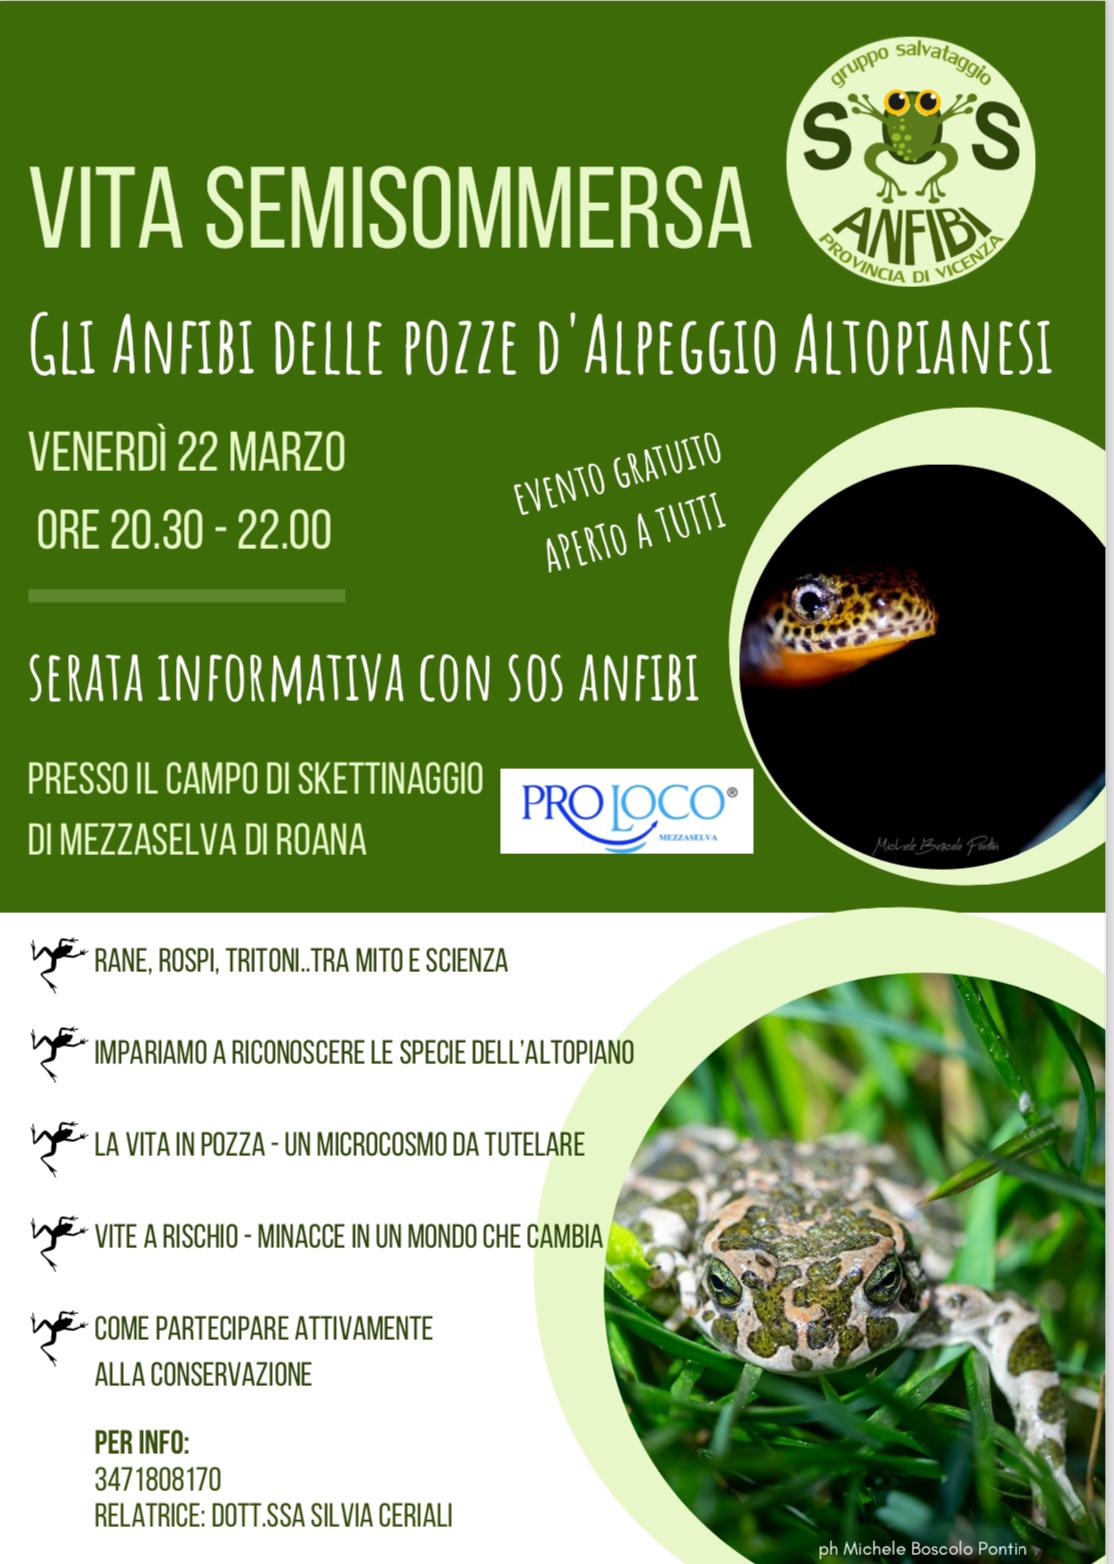 gruppo salvataggio
SOS
ANFIBI
PROVINCIA DI VICENZA
VITA SEMISOMMERSA
GLI ANFIBI DELLE POZZE D'ALPEGGIO ALTOPIANESI
VENERDÌ 22 MARZO
ORE 20.30 - 22.00
EVENTO GRATUITO
APERTO A TUTTI
SERATA INFORMATIVA CON SOS ANFIBI
PRESSO IL CAMPO DI SKETTINAGGIO
DI MEZZASELVA DI ROANA
PRO LOCO®
MEZZASELVA
Michele Boscolo Pontin
RANE, ROSPI, TRITONI..TRA MITO E SCIENZA
IMPARIAMO A RICONOSCERE LE SPECIE DELL'ALTOPIANO
LA VITA IN POZZA - UN MICROCOSMO DA TUTELARE
VITE A RISCHIO - MINACCE IN UN MONDO CHE CAMBIA
COME PARTECIPARE ATTIVAMENTE
ALLA CONSERVAZIONE
PER INFO:
3471808170
RELATRICE: DOTT.SSA SILVIA CERIALI
ph Michele Boscolo Pontin